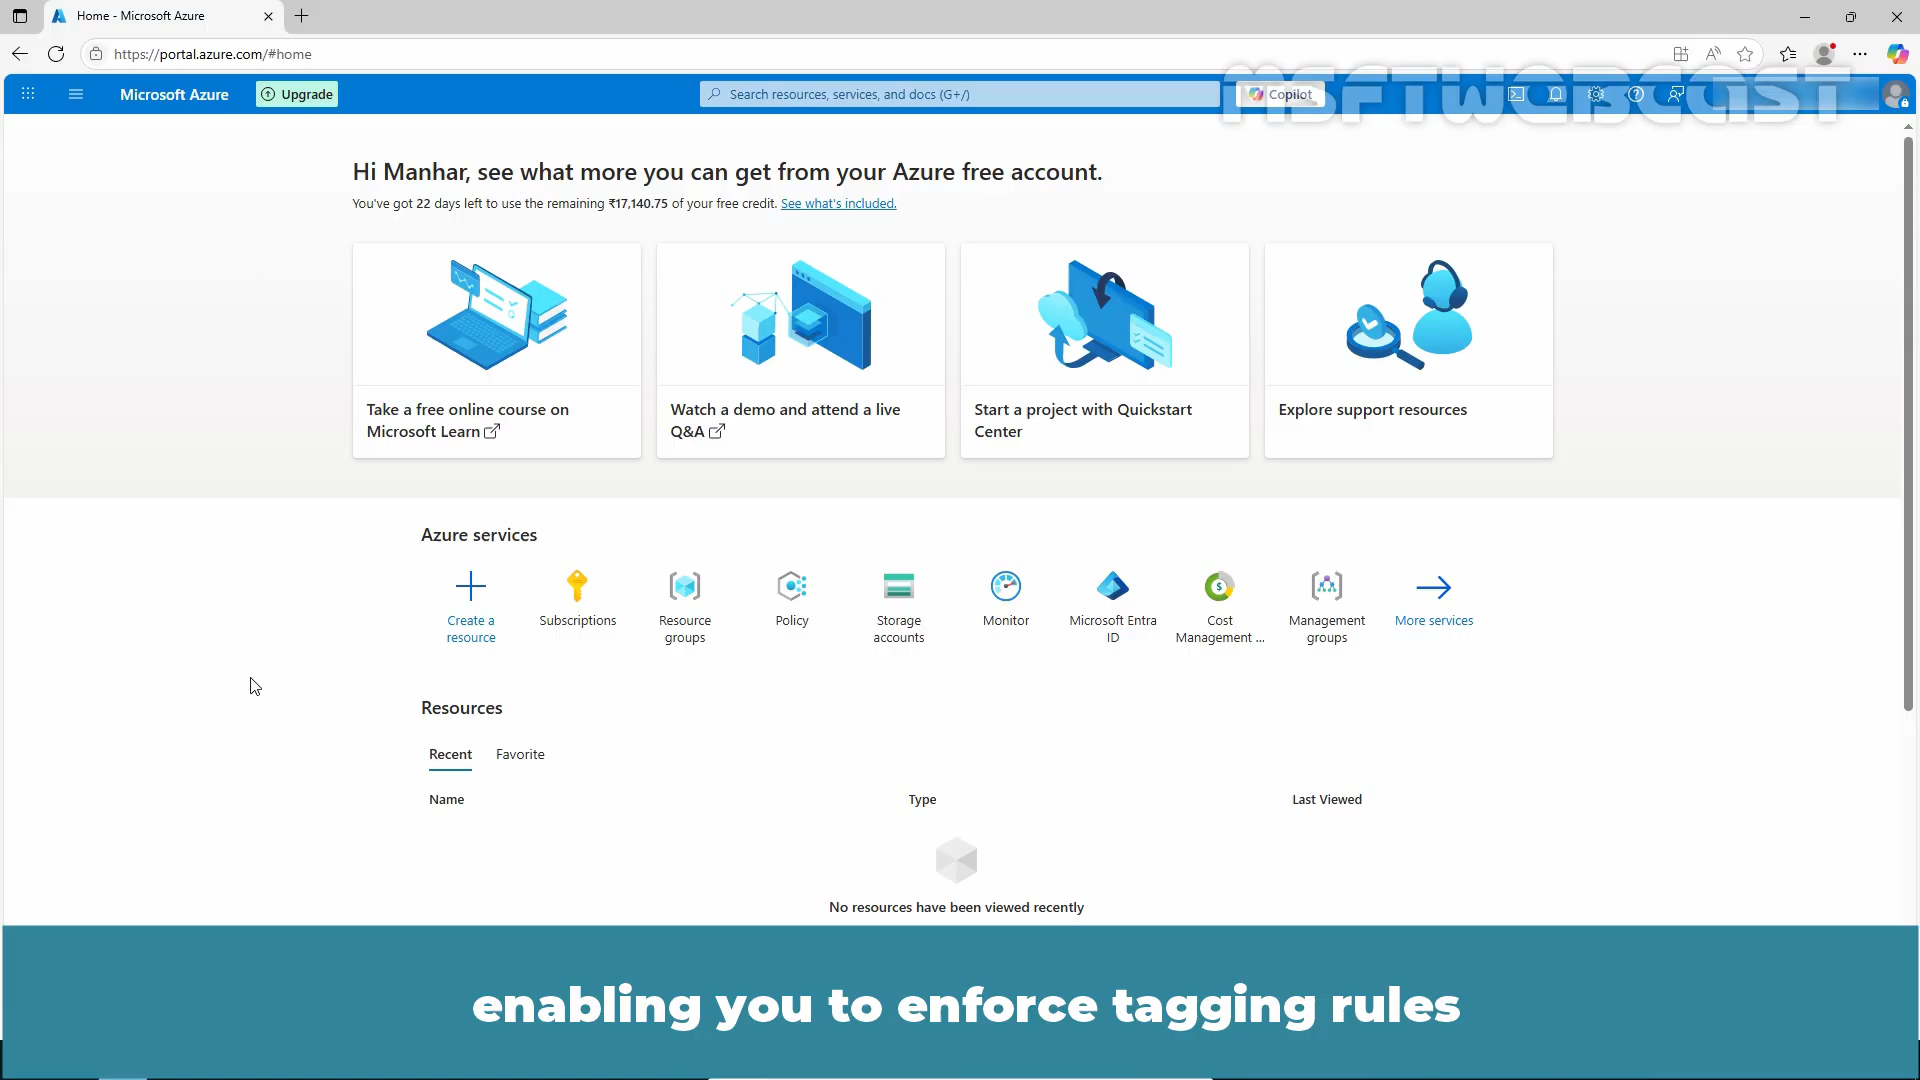 Home - Microsoft Azure
https://portal.azure.com/#home
MSFTWEBCAST
Microsoft Azure
Upgrade
Search resources, services, and docs (G+/)
Copilot
Hi Manhar, see what more you can get from your Azure free account.
You've got 22 days left to use the remaining ₹17,140.75 of your free credit. See what's included.
Take a free online course on
Microsoft Learn
Watch a demo and attend a live
Q&A
Start a project with Quickstart
Center
Explore support resources
Azure services
Create a
resource
Subscriptions
Resource
groups
Policy
Storage
accounts
Monitor
Microsoft Entra
ID
Cost
Management ...
Management
groups
More services
Resources
Recent
Favorite
Name
Type
Last Viewed
No resources have been viewed recently
enabling you to enforce tagging rules